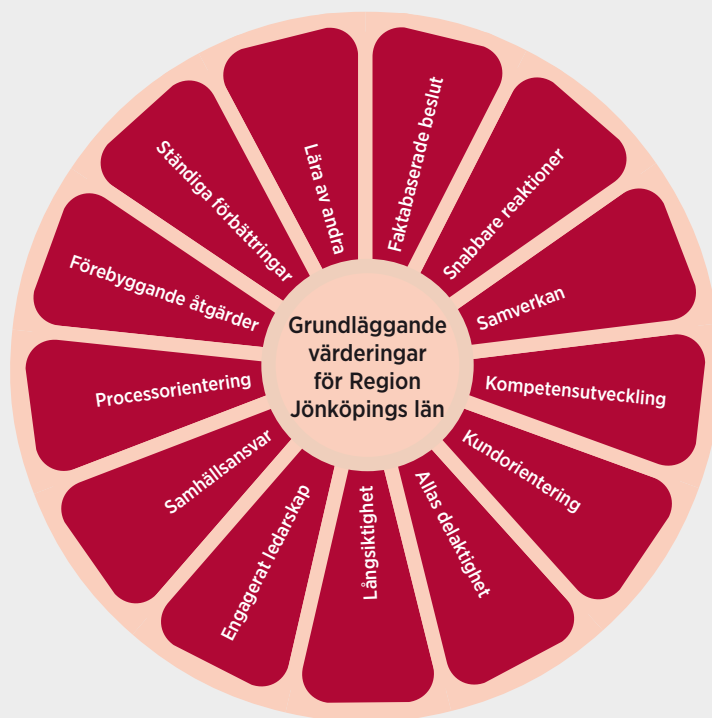 Grundläggande
värderingar
för Region
Jönköpings län
Faktabaserade beslut
Snabbare reaktioner
Samverkan
Kompetensutveckling
Kundorientering
Allas delaktighet
Långsiktighet
Engagerat ledarskap
Samhällsansvar
Processorientering
Förebyggande åtgärder
Ständiga förbättringar
Lära av andra